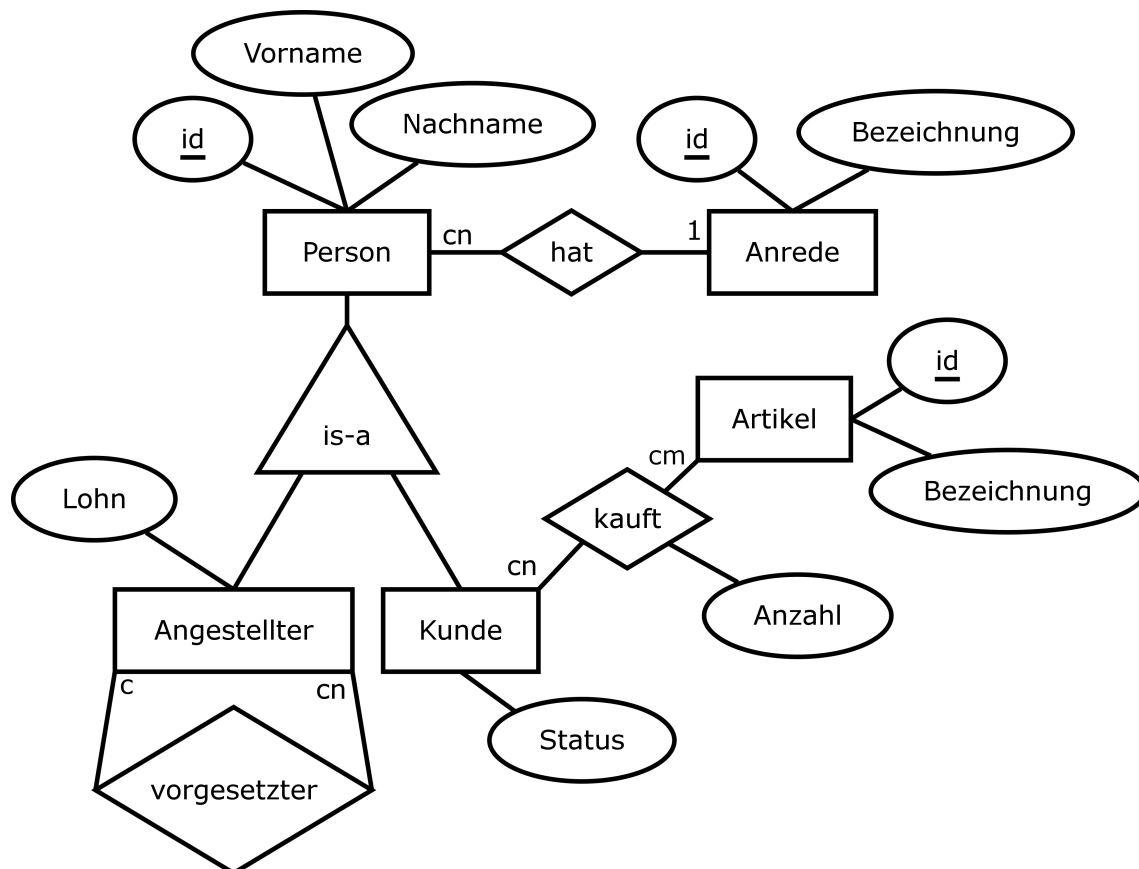 Vorname
Nachname
id
id
Bezeichnung
Person
cn
hat
1
Anrede
id
Artikel
is-a
cm
Lohn
Bezeichnung
kauft
cn
Anzahl
Angestellter
Kunde
c
cn
Status
vorgesetzter